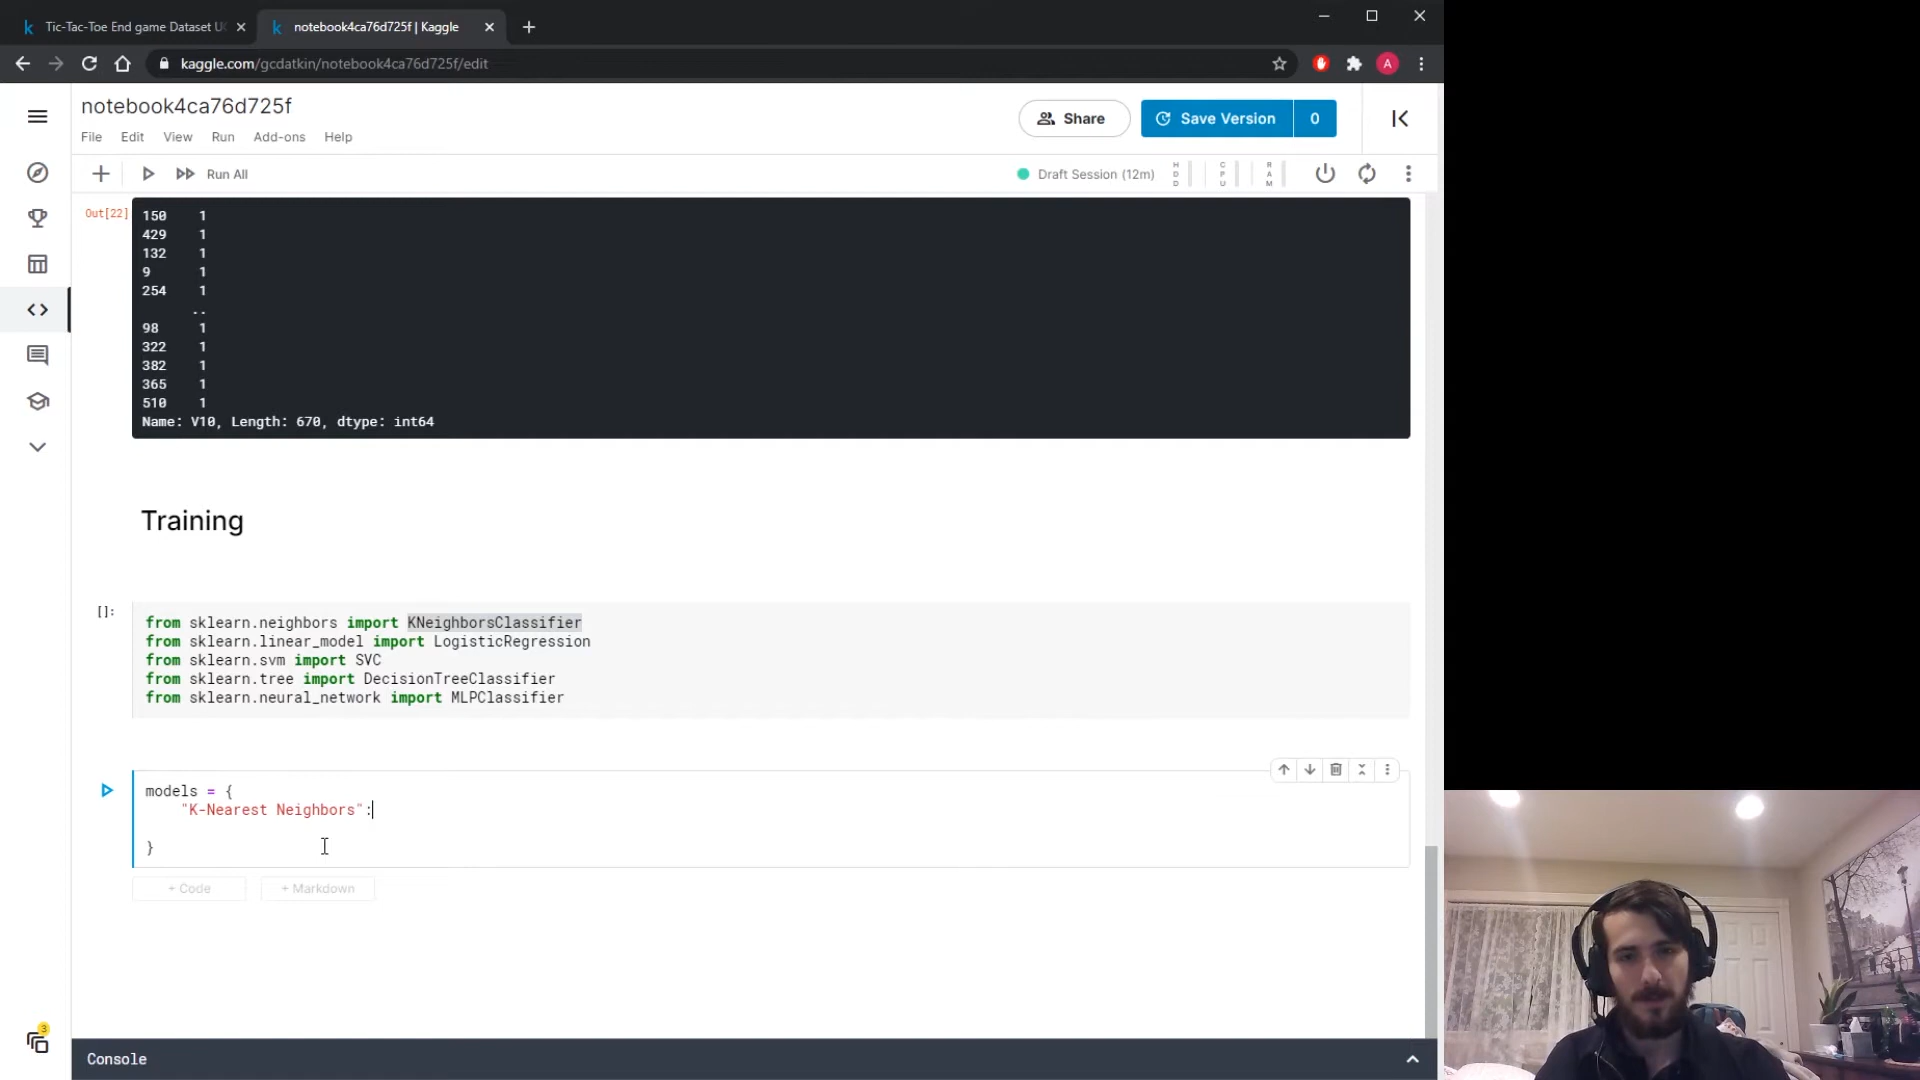 Tic-Tac-Toe End game Dataset U
notebook4ca76d725f | Kaggle
kaggle.com/gcdatkin/notebook4ca76d725f/edit
A
notebook4ca76d725f
File Edit View Run Add-ons Help
Share
Save Version 0
Run All
Draft Session (12m)
HDD
CPU
RAM
Out[22]
150 1
429 1
132 1
9 1
254 1
..
98 1
322 1
382 1
365 1
510 1
Name: V10, Length: 670, dtype: int64
Training
[]:
from sklearn.neighbors import KNeighborsClassifier
from sklearn.linear_model import LogisticRegression
from sklearn.svm import SVC
from sklearn.tree import DecisionTreeClassifier
from sklearn.neural_network import MLPClassifier
models = {
"K-Nearest Neighbors":
}
+ Code + Markdown
3
Console